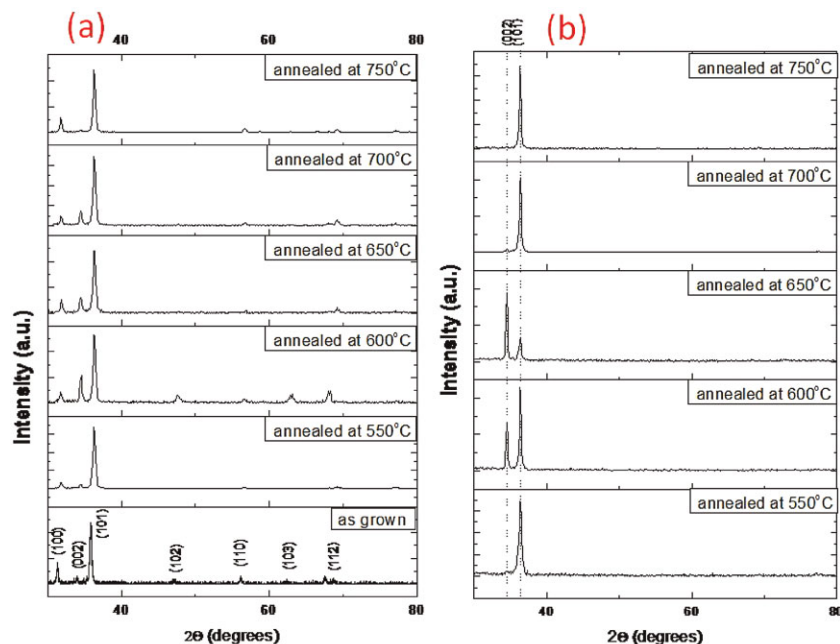 (a)
40
60
80
annealed at 750°C
annealed at 700°C
annealed at 650°C
annealed at 600°C
annealed at 550°C
as grown
(100)
(002)
(101)
(102)
(110)
(103)
(112)
40
60
80
2Θ (degrees)
Intensity (a.u.)
(b)
(002)
(101)
annealed at 750°C
annealed at 700°C
annealed at 650°C
annealed at 600°C
annealed at 550°C
40
60
80
2Θ (degrees)
Intensity (a.u.)